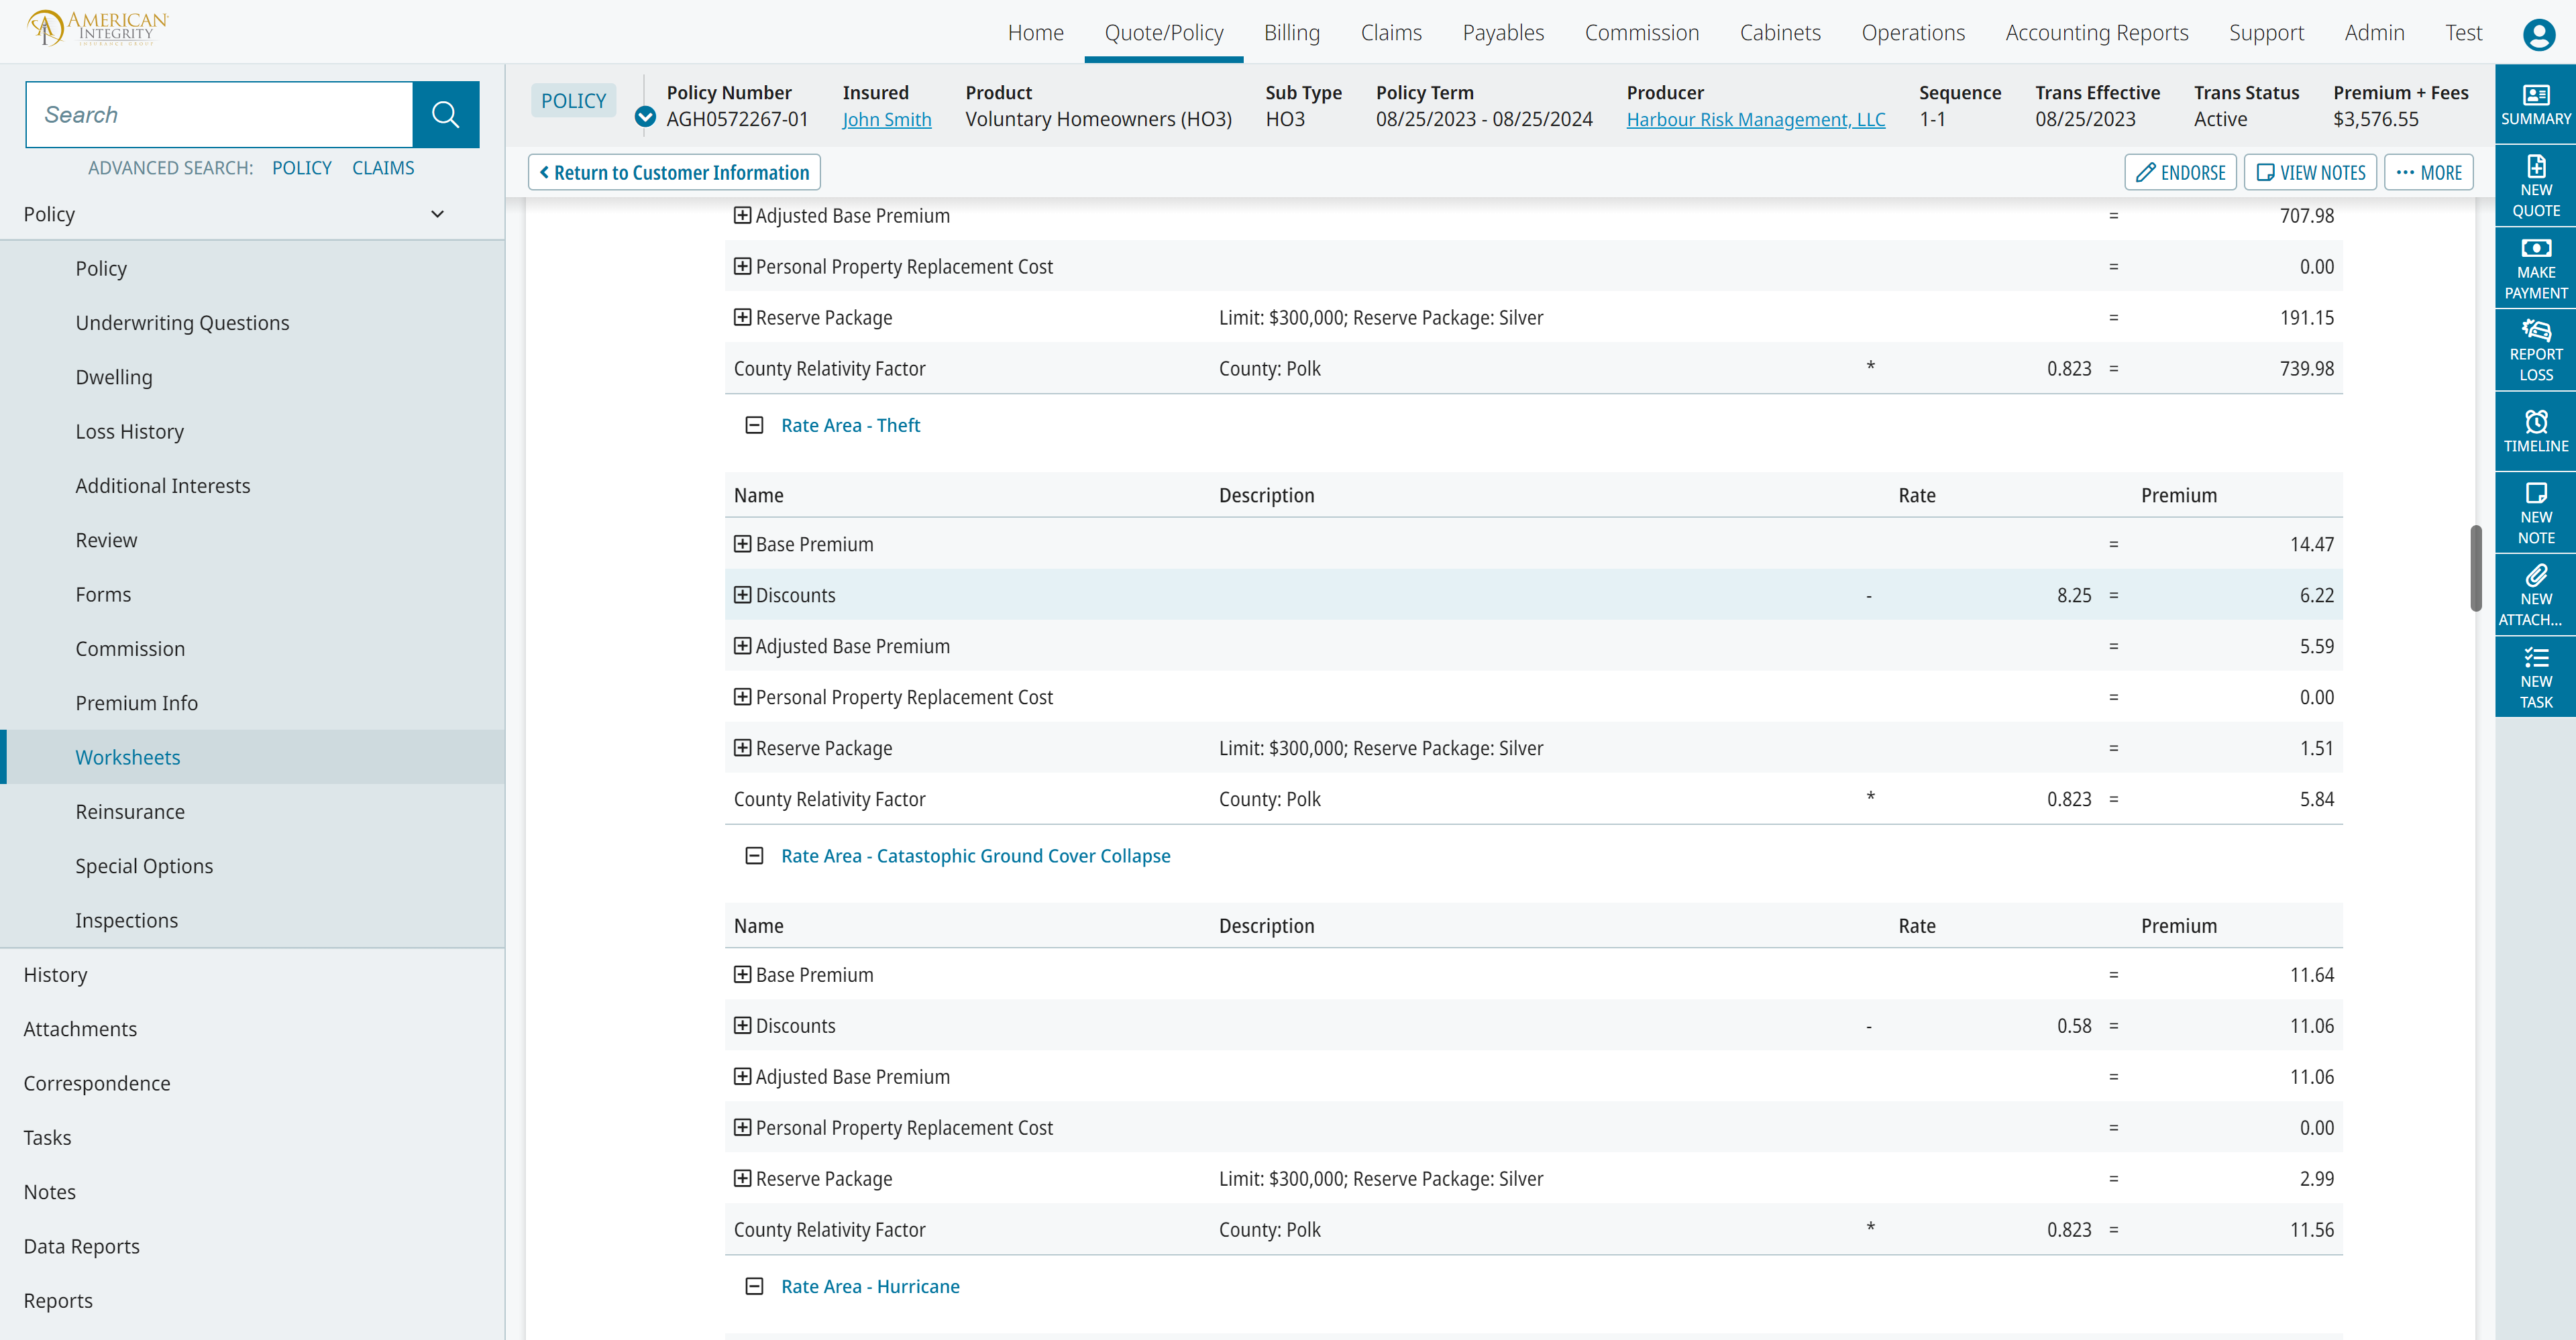 AMERICAN
INTEGRITY
INSURANCE GROUP
Home Quote/Policy Billing Claims Payables Commission Cabinets Operations Accounting Reports Support Admin Test
Search
ADVANCED SEARCH: POLICY CLAIMS
Policy
Policy
Underwriting Questions
Dwelling
Loss History
Additional Interests
Review
Forms
Commission
Premium Info
Worksheets
Reinsurance
Special Options
Inspections
History
Attachments
Correspondence
Tasks
Notes
Data Reports
Reports
POLICY
Policy Number Insured Product Sub Type Policy Term Producer Sequence Trans Effective Trans Status Premium + Fees
AGH0572267-01 John Smith Voluntary Homeowners (HO3) HO3 08/25/2023 - 08/25/2024 Harbour Risk Management, LLC 1-1 08/25/2023 Active $3,576.55
Return to Customer Information
ENDORSE VIEW NOTES ... MORE
Adjusted Base Premium = 707.98
Personal Property Replacement Cost = 0.00
Reserve Package Limit: $300,000; Reserve Package: Silver = 191.15
County Relativity Factor County: Polk * 0.823 = 739.98
Rate Area - Theft
Name Description Rate Premium
Base Premium = 14.47
Discounts - 8.25 = 6.22
Adjusted Base Premium = 5.59
Personal Property Replacement Cost = 0.00
Reserve Package Limit: $300,000; Reserve Package: Silver = 1.51
County Relativity Factor County: Polk * 0.823 = 5.84
Rate Area - Catastophic Ground Cover Collapse
Name Description Rate Premium
Base Premium = 11.64
Discounts - 0.58 = 11.06
Adjusted Base Premium = 11.06
Personal Property Replacement Cost = 0.00
Reserve Package Limit: $300,000; Reserve Package: Silver = 2.99
County Relativity Factor County: Polk * 0.823 = 11.56
Rate Area - Hurricane
SUMMARY
NEW
QUOTE
MAKE
PAYMENT
REPORT
LOSS
TIMELINE
NEW
NOTE
NEW
ATTACH...
NEW
TASK